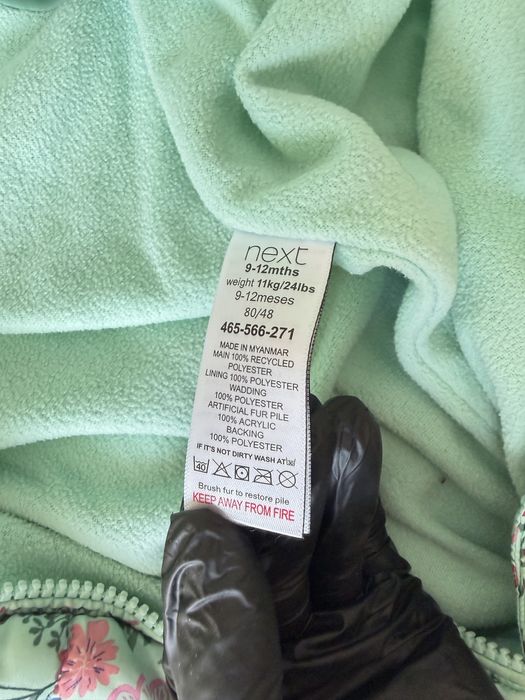 next
9-12mths
weight 11kg/24lbs
9-12meses
80/48
465-566-271
MADE IN MYANMAR
MAIN 100% RECYCLED
POLYESTER
LINING 100% POLYESTER
WADDING
100% POLYESTER
ARTIFICIAL FUR PILE
100% ACRYLIC
BACKING
100% POLYESTER
IF IT'S NOT DIRTY WASH AT
40
Brush fur to restore pile
KEEP AWAY FROM FIRE